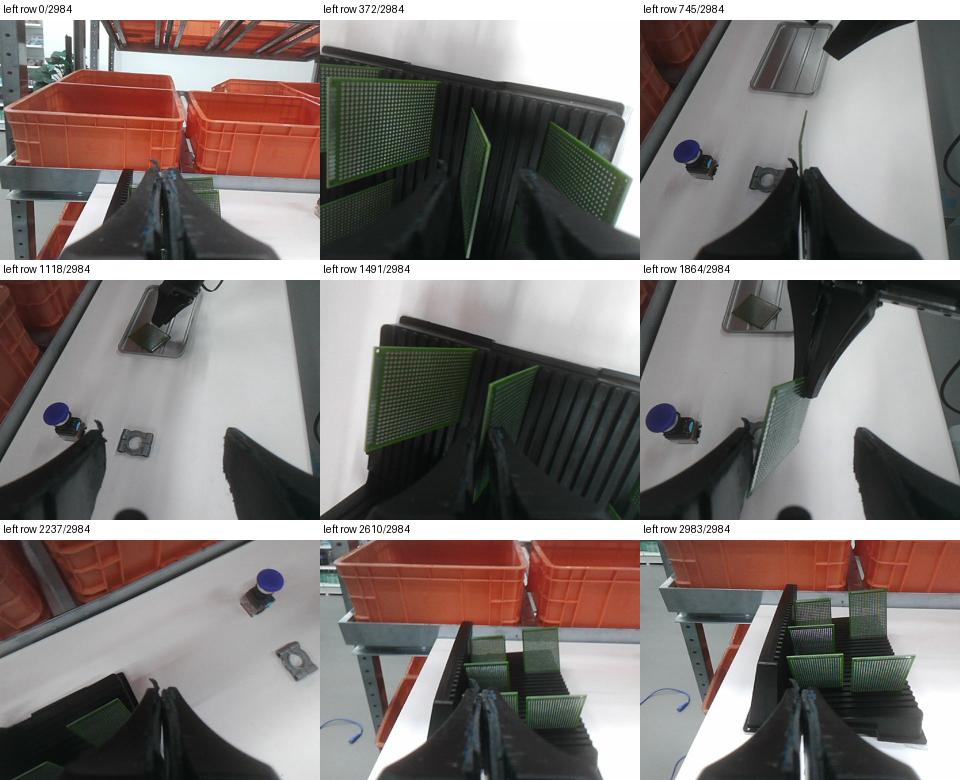 left row 0/2984
left row 372/2984
left row 745/2984
left row 1118/2984
left row 1491/2984
left row 1864/2984
left row 2237/2984
left row 2610/2984
left row 2983/2984